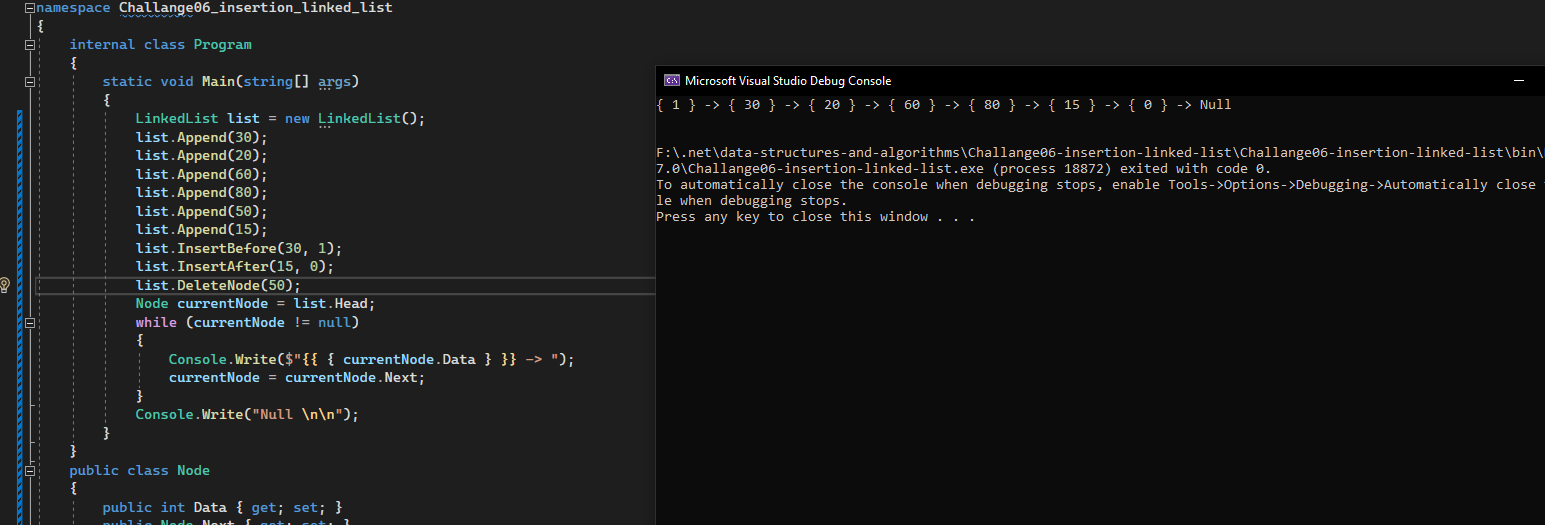 namespace Challange06_insertion_linked_list
{
internal class Program
{
static void Main(string[] args)
{
LinkedList list = new LinkedList();
list.Append(30);
list.Append(20);
list.Append(60);
list.Append(80);
list.Append(50);
list.Append(15);
list.InsertBefore(30, 1);
list.InsertAfter(15, 0);
list.DeleteNode(50);
Node currentNode = list.Head;
while (currentNode != null)
{
Console.Write($"{{ { currentNode.Data } }} -> ");
currentNode = currentNode.Next;
}
Console.Write("Null \n\n");
}
}
public class Node
{
public int Data { get; set; }
public Node Next { get; set; }
Microsoft Visual Studio Debug Console
{ 1 } -> { 30 } -> { 20 } -> { 60 } -> { 80 } -> { 15 } -> { 0 } -> Null
F:\.net\data-structures-and-algorithms\Challange06-insertion-linked-list\Challange06-insertion-linked-list\bin\
7.0\Challange06-insertion-linked-list.exe (process 18872) exited with code 0.
To automatically close the console when debugging stops, enable Tools->Options->Debugging->Automatically close
le when debugging stops.
Press any key to close this window . . .